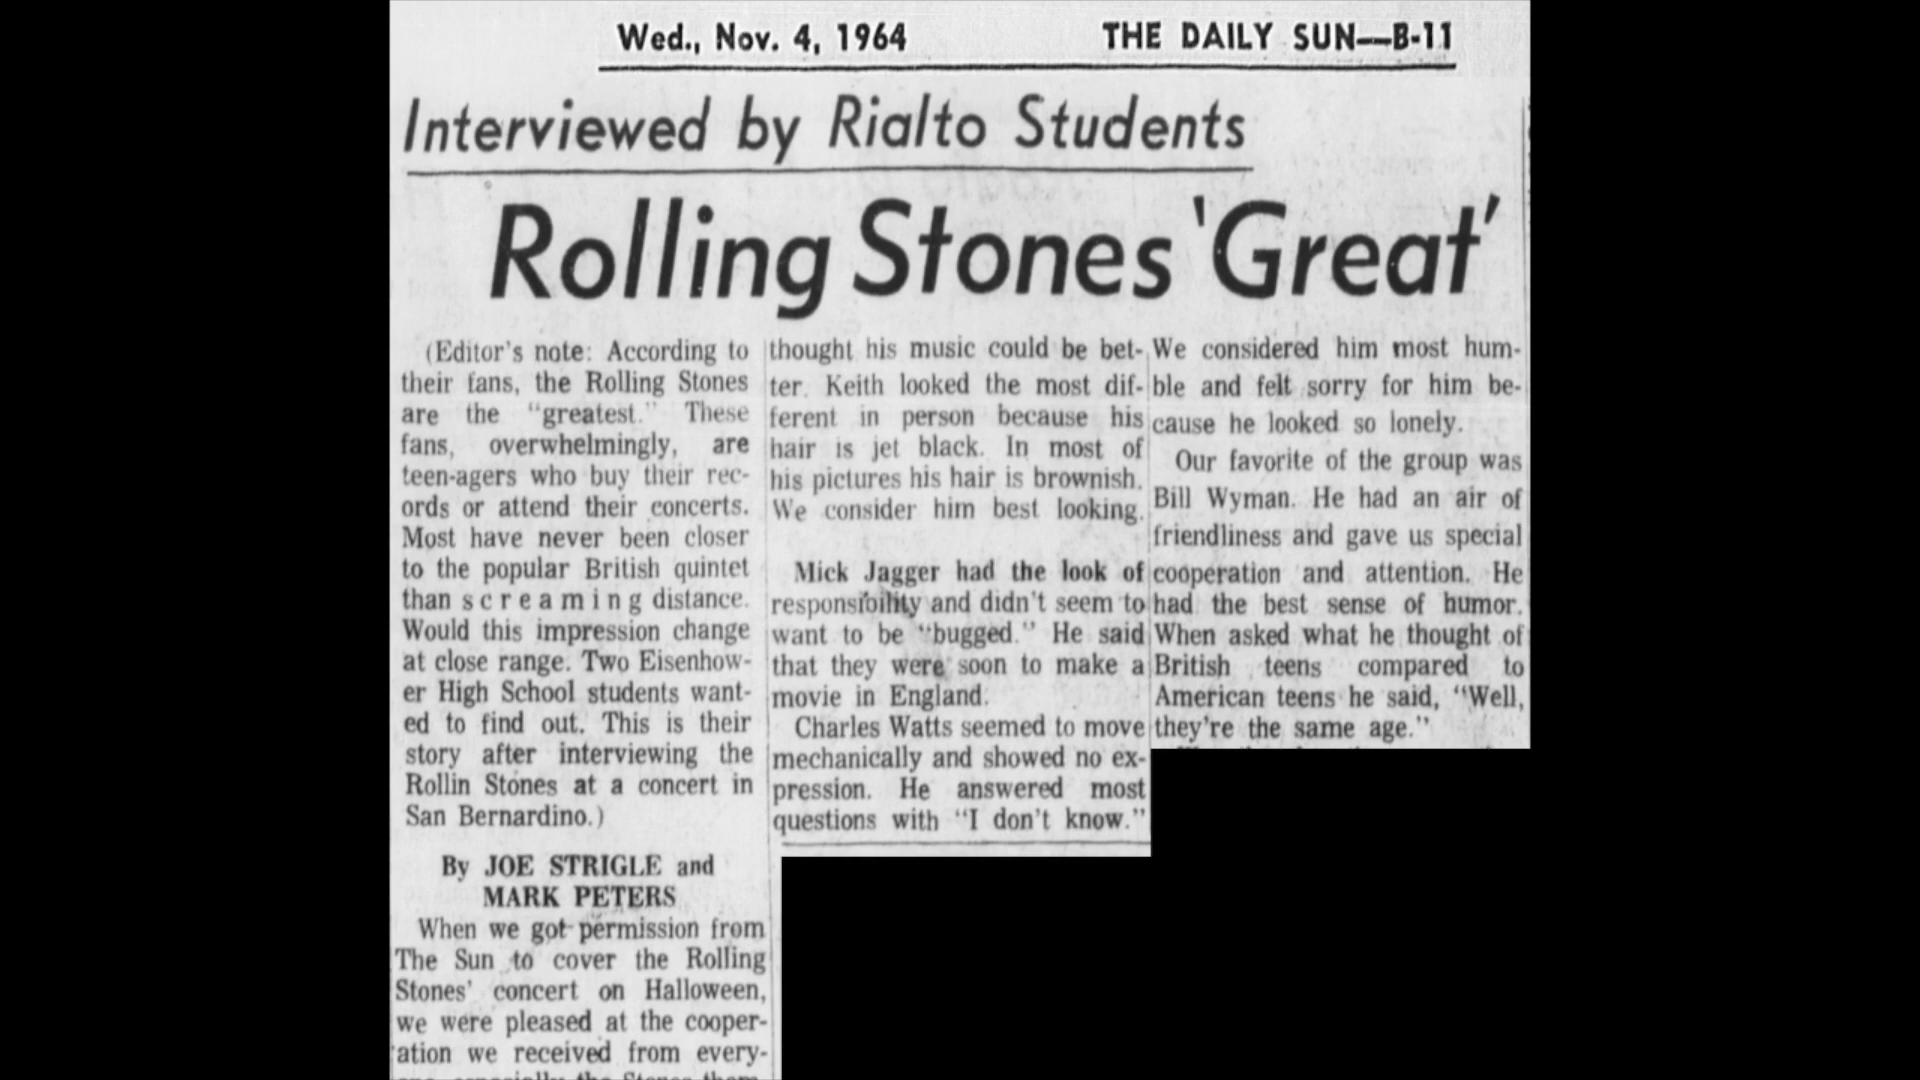 Wed., Nov. 4, 1964
THE DAILY SUN—B-11
Interviewed by Rialto Students
Rolling Stones 'Great'
(Editor's note: According to
their fans, the Rolling Stones
are the "greatest." These
fans, overwhelmingly, are
teen-agers who buy their rec-
ords or attend their concerts.
Most have never been closer
to the popular British quintet
than screaming distance.
Would this impression change
at close range. Two Eisenhow-
er High School students want-
ed to find out. This is their
story after interviewing the
Rollin Stones at a concert in
San Bernardino.)
By JOE STRIGLE and
MARK PETERS
When we got permission from
The Sun to cover the Rolling
Stones' concert on Halloween,
we were pleased at the cooper-
ation we received from every-
thought his music could be bet-
ter. Keith looked the most dif-
ferent in person because his
hair is jet black. In most of
his pictures his hair is brownish.
We consider him best looking.
Mick Jagger had the look of
responsibility and didn't seem to
want to be "bugged." He said
that they were soon to make a
movie in England.
Charles Watts seemed to move
mechanically and showed no ex-
pression. He answered most
questions with "I don't know."
We considered him most hum-
ble and felt sorry for him be-
cause he looked so lonely.
Our favorite of the group was
Bill Wyman. He had an air of
friendliness and gave us special
cooperation and attention. He
had the best sense of humor.
When asked what he thought of
British teens compared to
American teens he said, "Well,
they're the same age."